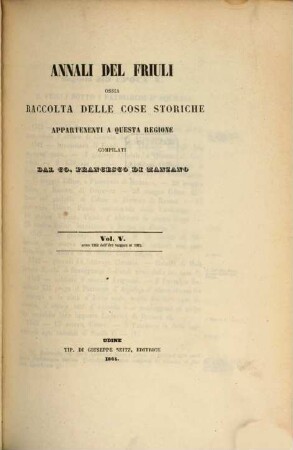 ANNALI DEL FRIULI
OSSIA
RACCOLTA DELLE COSE STORICHE
APPARTENENTI A QUESTA REGIONE
COMPILATI
DAL CO. FRANCESCO DI MANZANO
Vol. V.
UDINE
TIP. DI GIUSEPPE SEITZ, EDITRICE